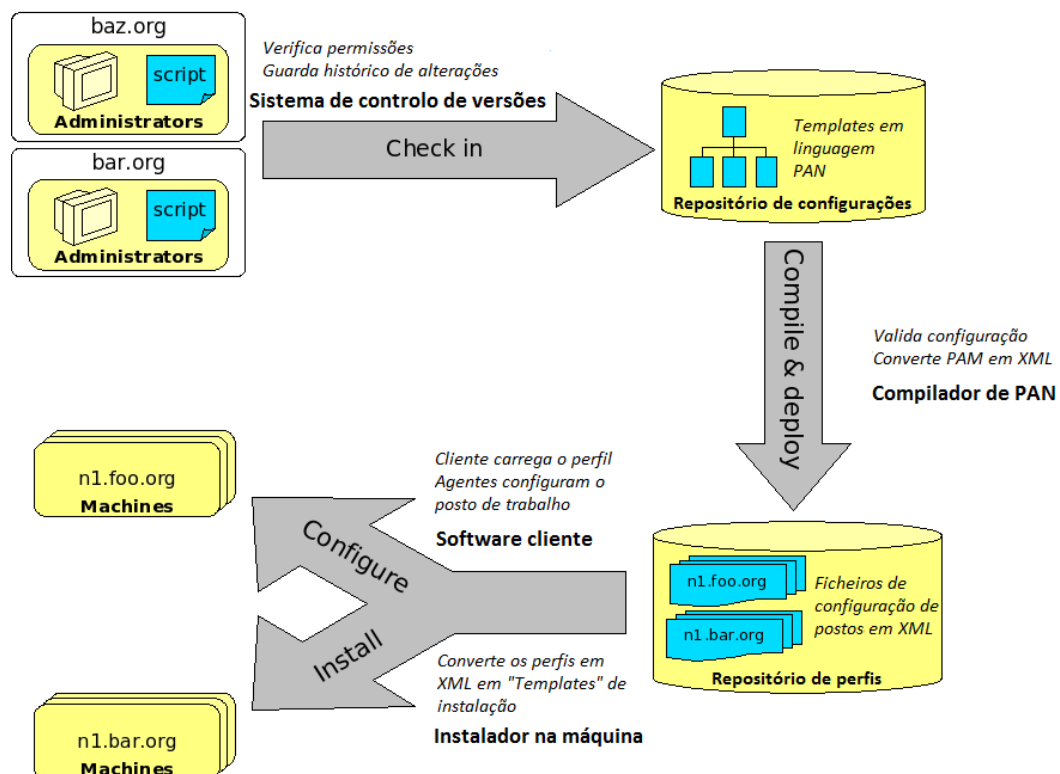 baz.org
script
Administrators
bar.org
script
Administrators
Verifica permissões
Guarda histórico de alterações
Sistema de controlo de versões
Check in
Templates em
linguagem
PAN
Repositório de configurações
Compile & deploy
Valida configuração
Converte PAM em XML
Compilador de PAN
n1.foo.org
Machines
Cliente carrega o perfil
Agentes configuram o
posto de trabalho
Software cliente
Configure
Install
n1.foo.org
n1.bar.org
Ficheiros de
configuração de
postos em XML
Repositório de perfis
Converte os perfis em
XML em "Templates" de
instalação
Instalador na máquina
n1.bar.org
Machines